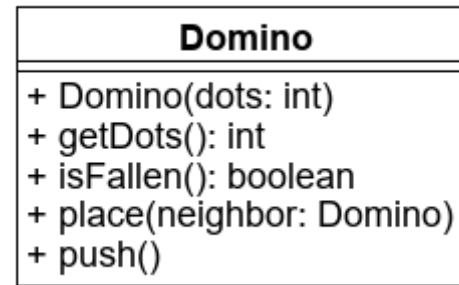 Domino
+ Domino(dots: int)
+ getDots(): int
+ isFallen(): boolean
+ place(neighbor: Domino)
+ push()